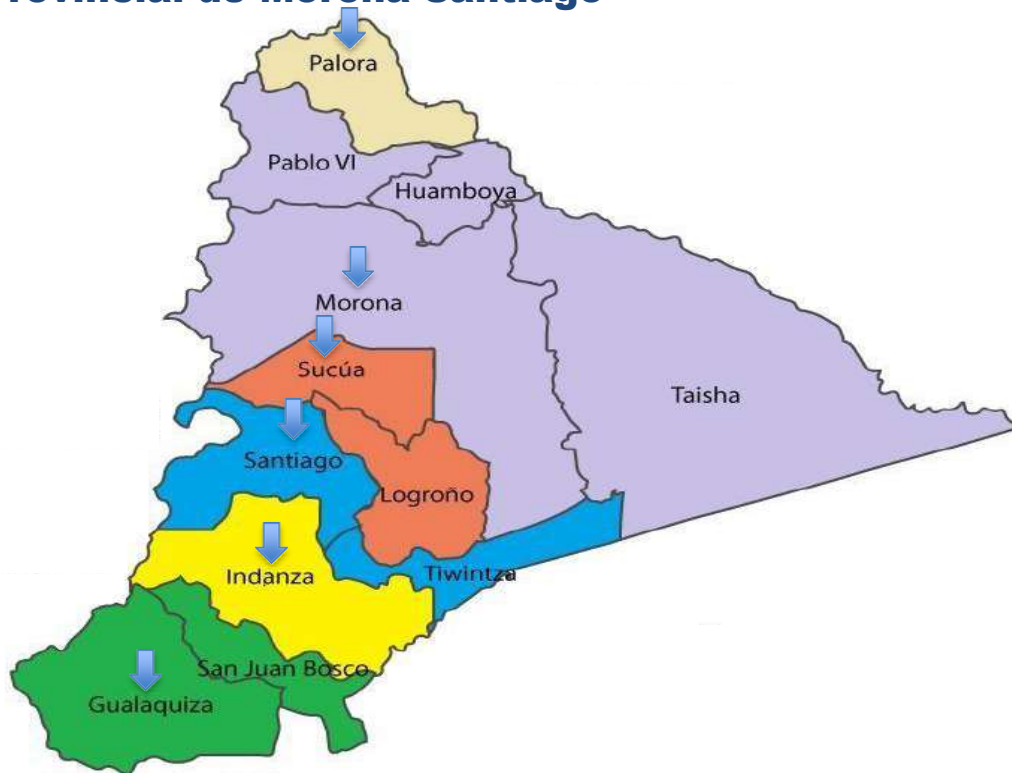 de Morona Santiago
Palora
Pablo VI
Huamboya
Morona
Sucúa
Taisha
Santiago
Logroño
Indanza
Tiwintza
San Juan Bosco
Gualaquiza